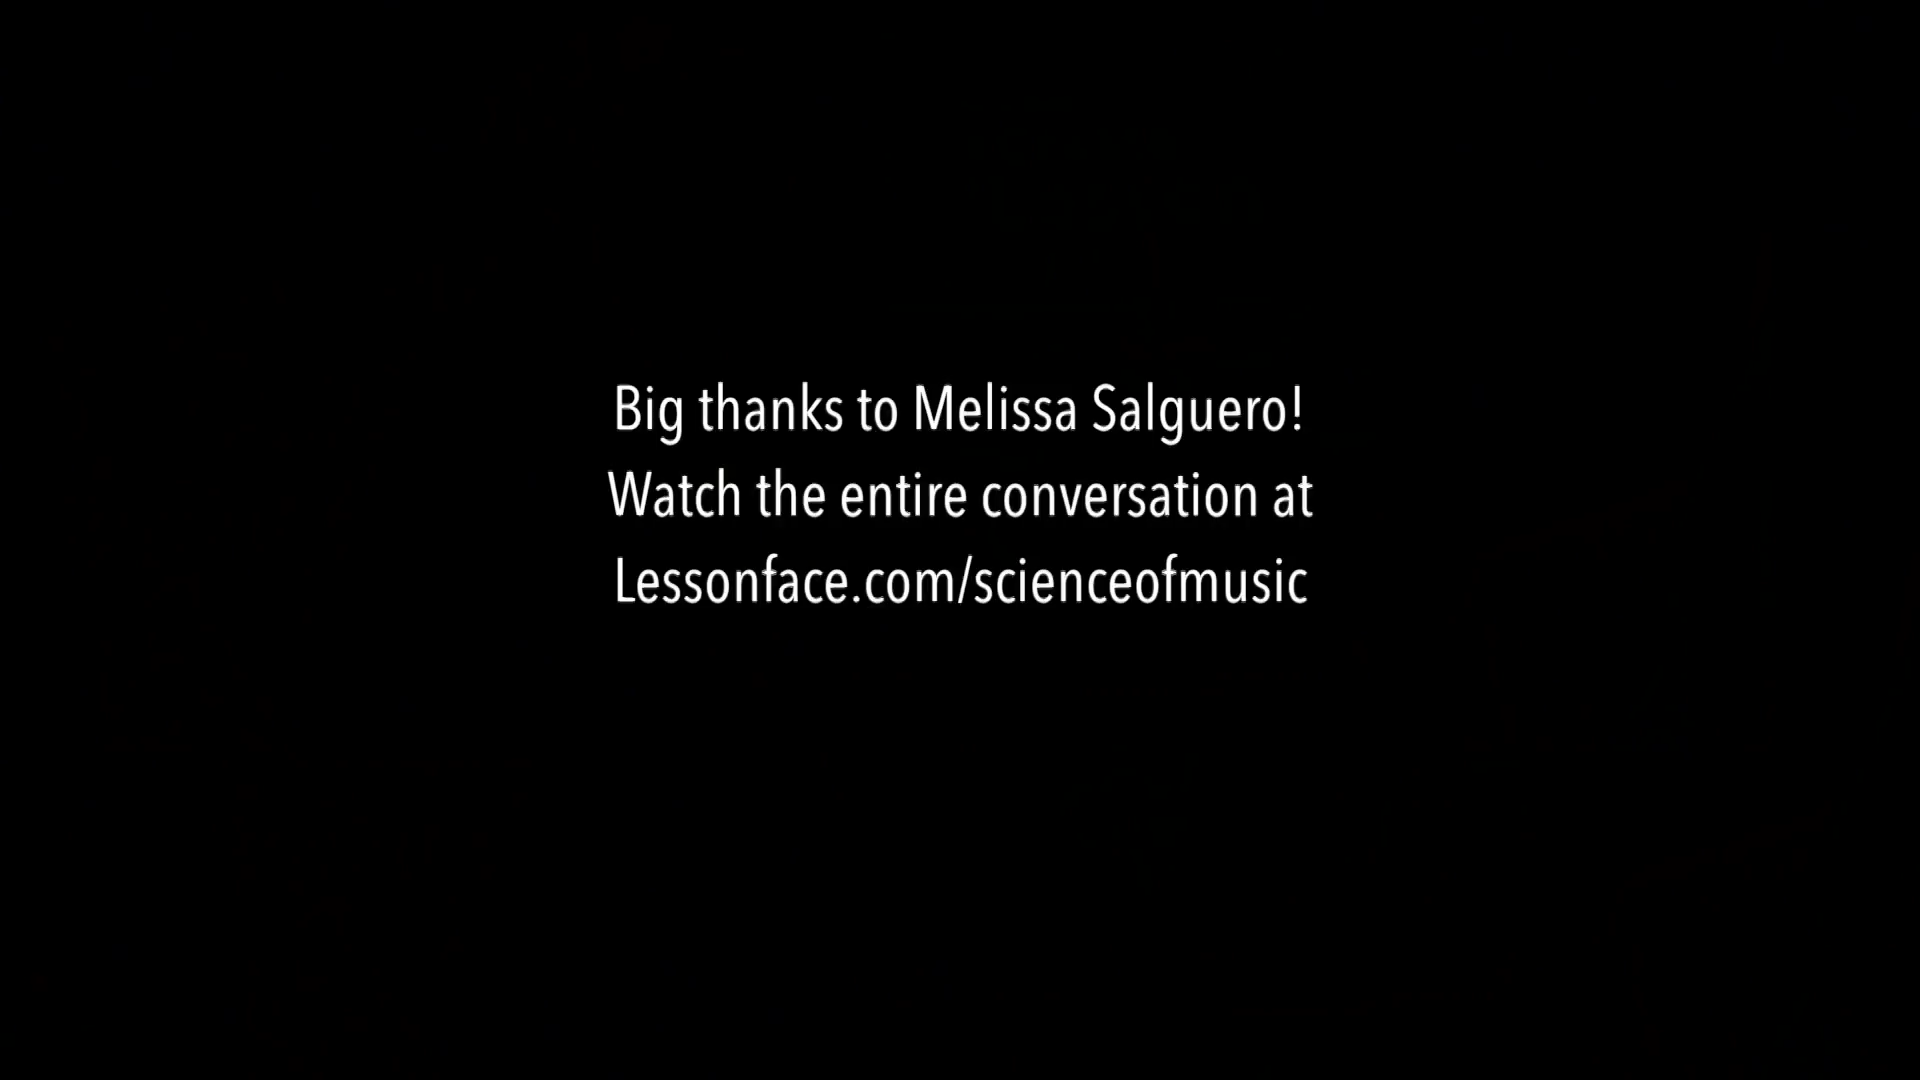 Big thanks to Melissa Salguero!
Watch the entire conversation at
Lessonface.com/scienceofmusic